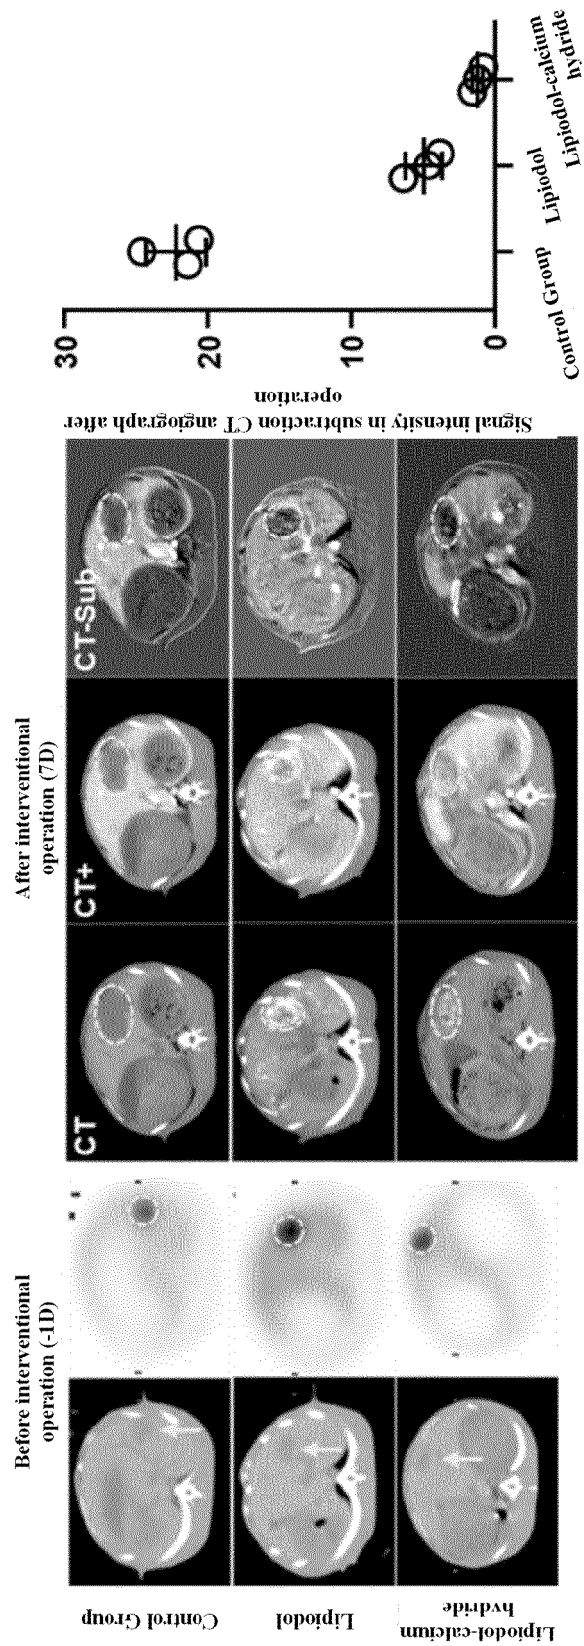 Before interventional
operation (-1D)
After interventional
operation (7D)
CT
CT+
CT-Sub
Control Group
Lipiodol
Lipiodol-calcium
hydride
Signal intensity in subtraction CT angiograph after
operation
30
20
10
0
Control Group
Lipiodol
Lipiodol-calcium
hydride